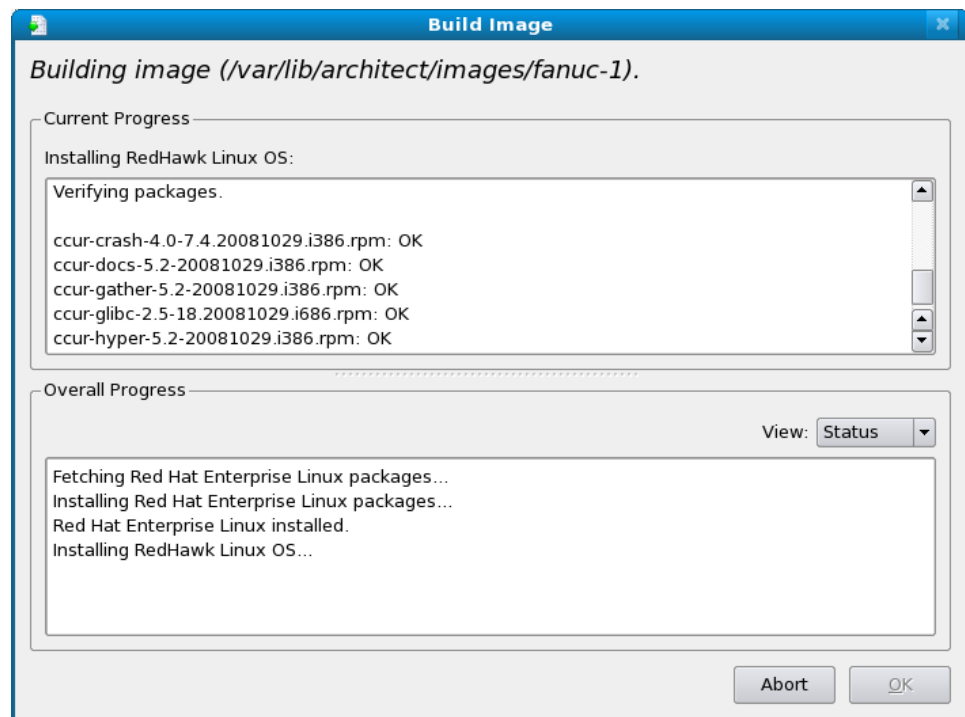 Build Image
Building image (/var/lib/architect/images/fanuc-1).
Current Progress
Installing RedHawk Linux OS:
Verifying packages.
ccur-crash-4.0-7.4.20081029.i386.rpm: OK
ccur-docs-5.2-20081029.i386.rpm: OK
ccur-gather-5.2-20081029.i386.rpm: OK
ccur-glibc-2.5-18.20081029.i686.rpm: OK
ccur-hyper-5.2-20081029.i386.rpm: OK
Overall Progress
View: Status
Fetching Red Hat Enterprise Linux packages...
Installing Red Hat Enterprise Linux packages...
Red Hat Enterprise Linux installed.
Installing RedHawk Linux OS...
Abort OK